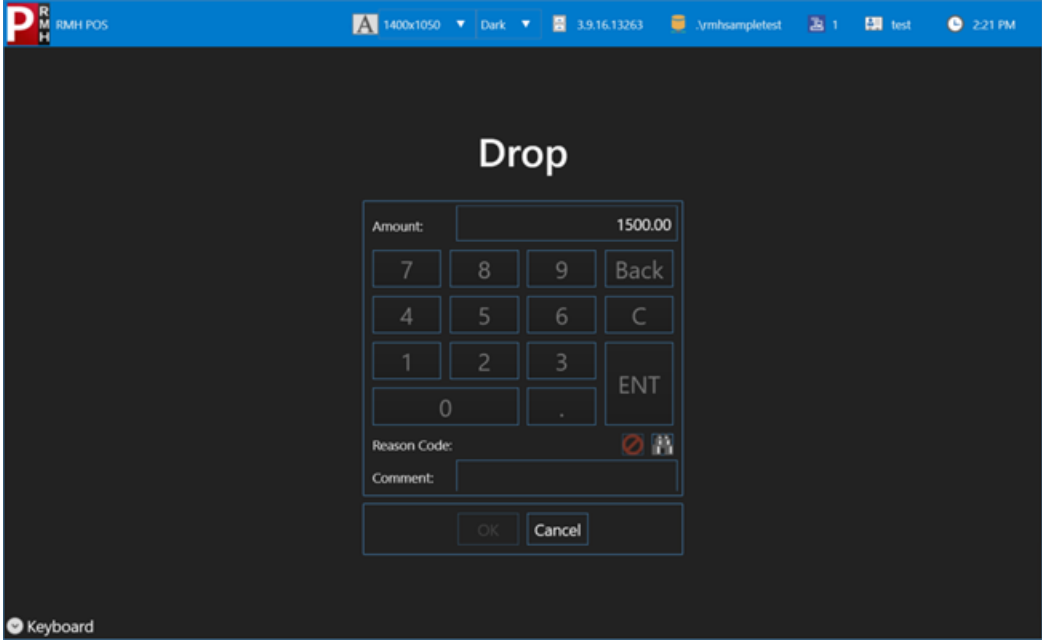 P RMH RMH POS A 1400x1050 Dark 3.9.16.13263 .\rmhsampletest 1 test 2:21 PM
Drop
Amount: 1500.00
7 8 9 Back
4 5 6 C
1 2 3 ENT
0 .
Reason Code:
Comment:
OK Cancel
Keyboard